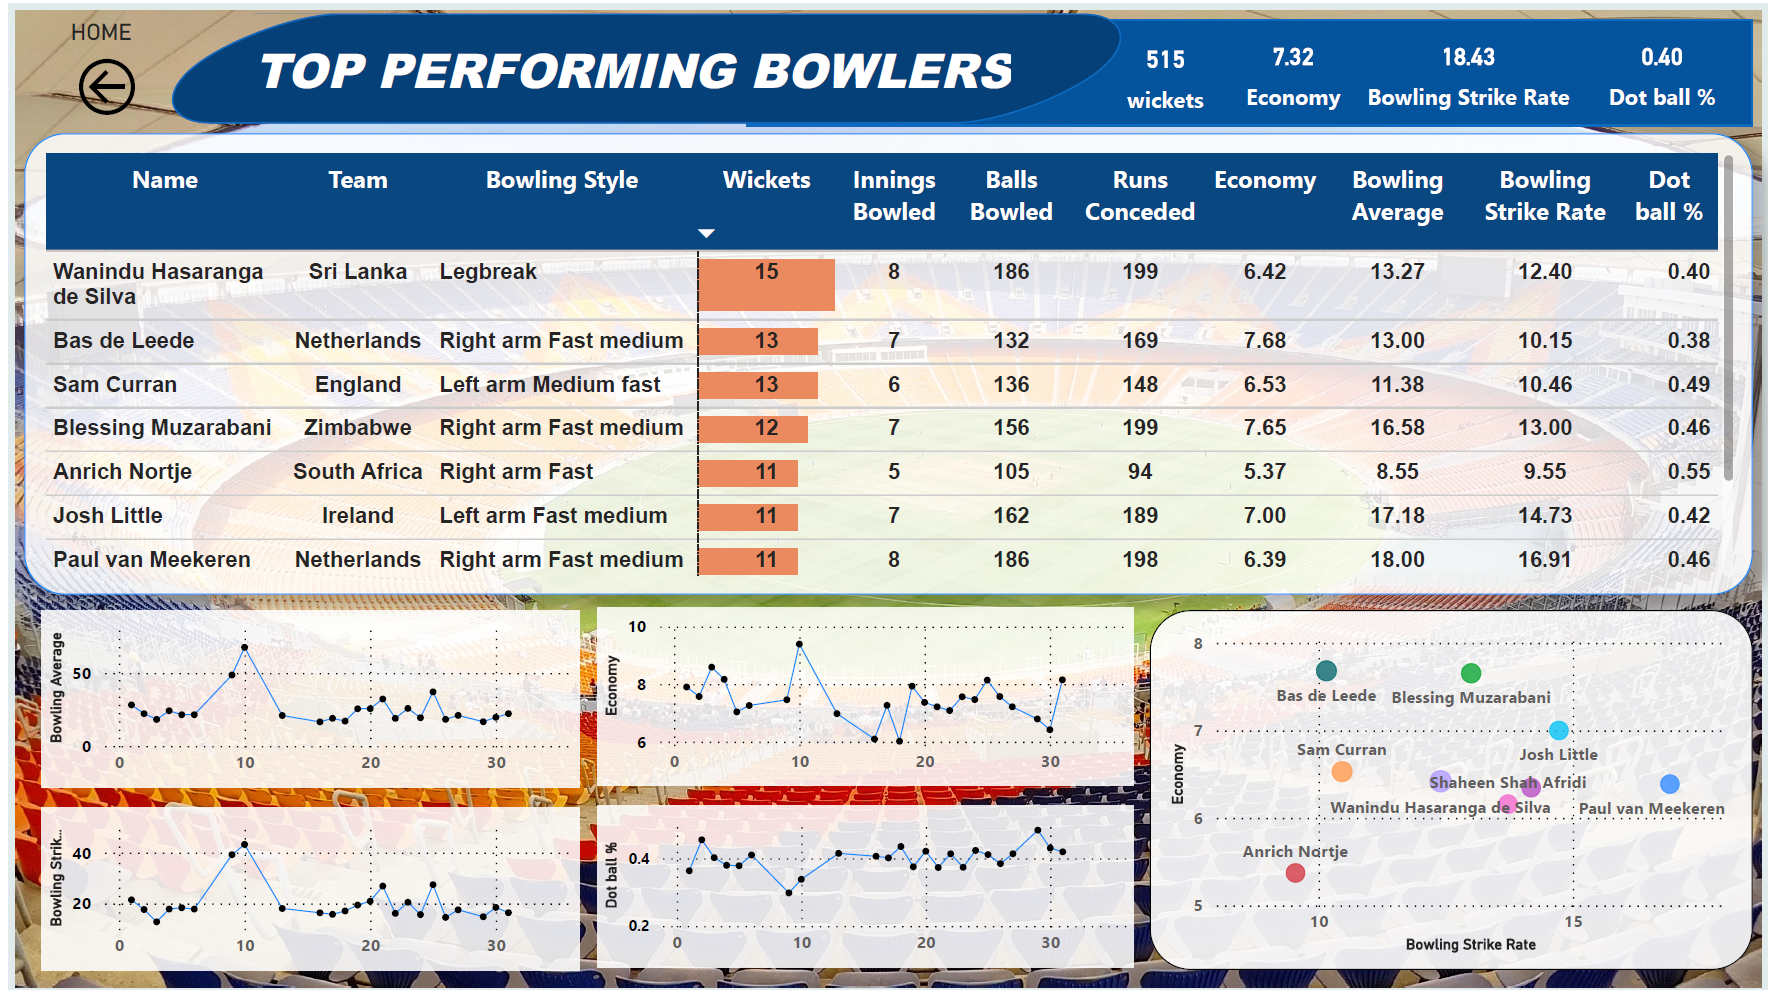 HOME
TOP PERFORMING BOWLERS
515 7.32 18.43 0.40
wickets Economy Bowling Strike Rate Dot ball %
Name Team Bowling Style Wickets Innings Bowled Balls Bowled Runs Conceded Economy Bowling Average Bowling Strike Rate Dot ball %
Wanindu Hasaranga de Silva Sri Lanka Legbreak 15 8 186 199 6.42 13.27 12.40 0.40
Bas de Leede Netherlands Right arm Fast medium 13 7 132 169 7.68 13.00 10.15 0.38
Sam Curran England Left arm Medium fast 13 6 136 148 6.53 11.38 10.46 0.49
Blessing Muzarabani Zimbabwe Right arm Fast medium 12 7 156 199 7.65 16.58 13.00 0.46
Anrich Nortje South Africa Right arm Fast 11 5 105 94 5.37 8.55 9.55 0.55
Josh Little Ireland Left arm Fast medium 11 7 162 189 7.00 17.18 14.73 0.42
Paul van Meekeren Netherlands Right arm Fast medium 11 8 186 198 6.39 18.00 16.91 0.46
Bowling Average
50
0
0 10 20 30
Economy
10
8
6
0 10 20 30
Bowling Strik...
40
20
0 10 20 30
Dot ball %
0.4
0.2
0 10 20 30
Economy
8
Bas de Leede Blessing Muzarabani
7
Sam Curran Josh Little
Shaheen Shah Afridi
Wanindu Hasaranga de Silva Paul van Meekeren
6
Anrich Nortje
5
10 15
Bowling Strike Rate